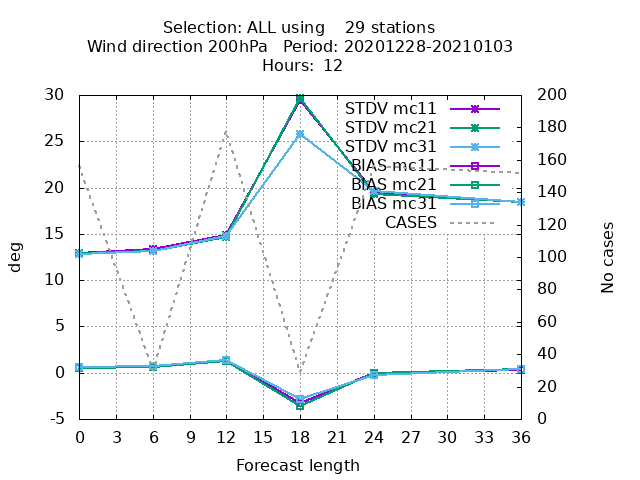 Selection: ALL using 29 stations
Wind direction 200hPa Period: 20201228-20210103
Hours: 12
30
25
20
15
10
5
0
-5
deg
STDV mc11
STDV mc21
STDV mc31
BIAS mc11
BIAS mc21
BIAS mc31
CASES
200
180
160
140
120
100
80
60
40
20
0
No cases
0 3 6 9 12 15 18 21 24 27 30 33 36
Forecast length